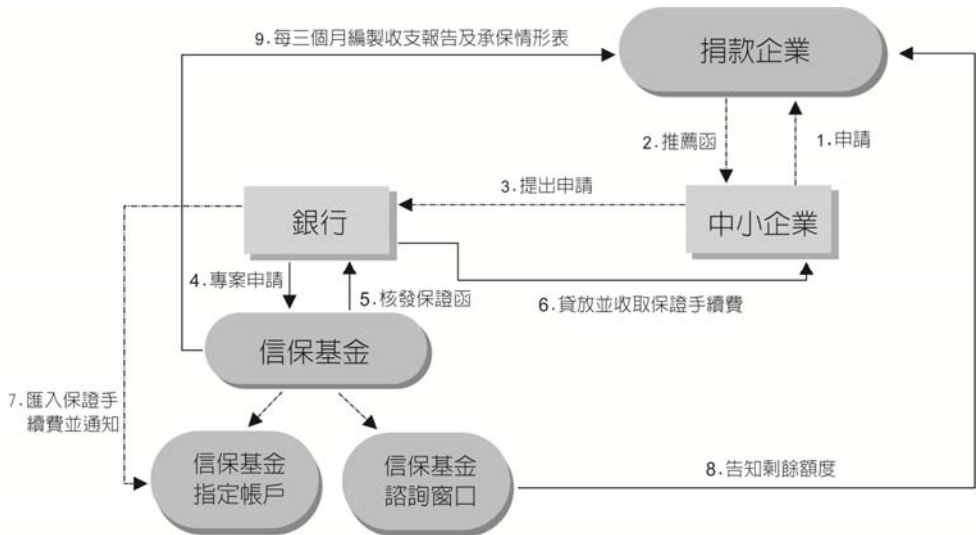 9.每三個月編製收支報告及承保情形表
捐款企業
2.推薦函
1.申請
3.提出申請
銀行
中小企業
4.專案申請
5.核發保證函
6.貸放並收取保證手續費
信保基金
7.匯入保證手
續費並通知
信保基金
指定帳戶
信保基金
諮詢窗口
8.告知剩餘額度